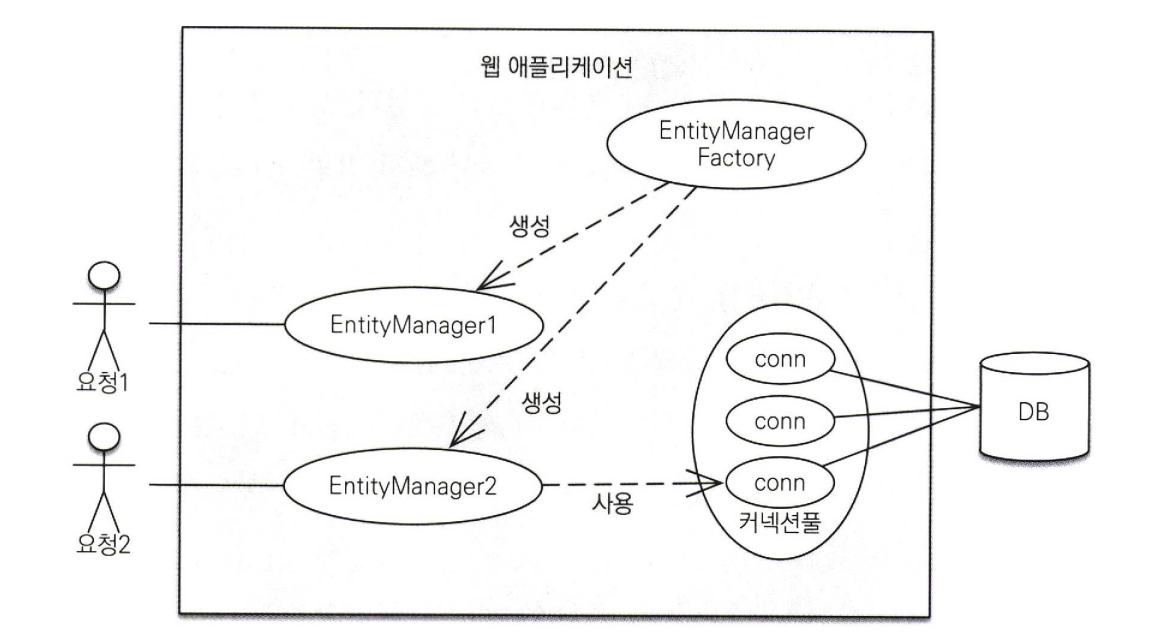 웹 애플리케이션
EntityManager
Factory
생성
EntityManager1
요청1
conn
conn
DB
생성
EntityManager2
conn
사용
커넥션풀
요청2